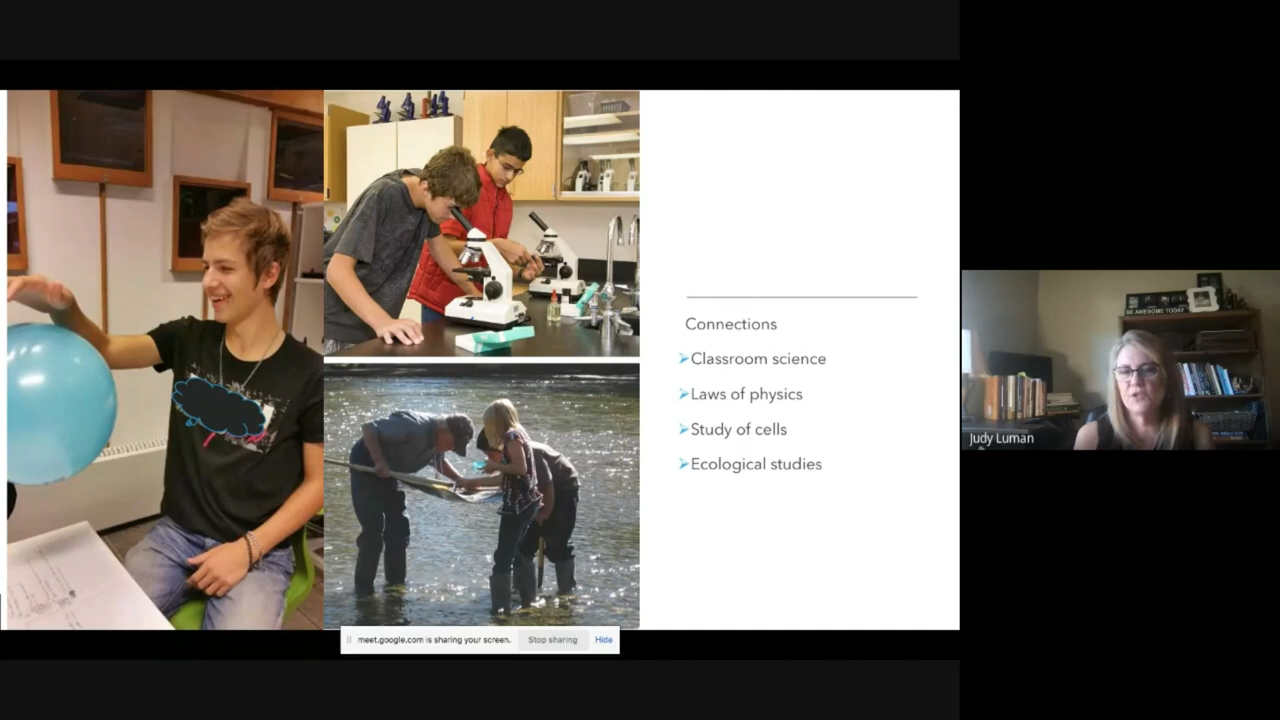 Connections
Classroom science
Laws of physics
Study of cells
Ecological studies
BE AWESOME TODAY
Judy Luman
meet.google.com is sharing your screen.
Stop sharing
Hide